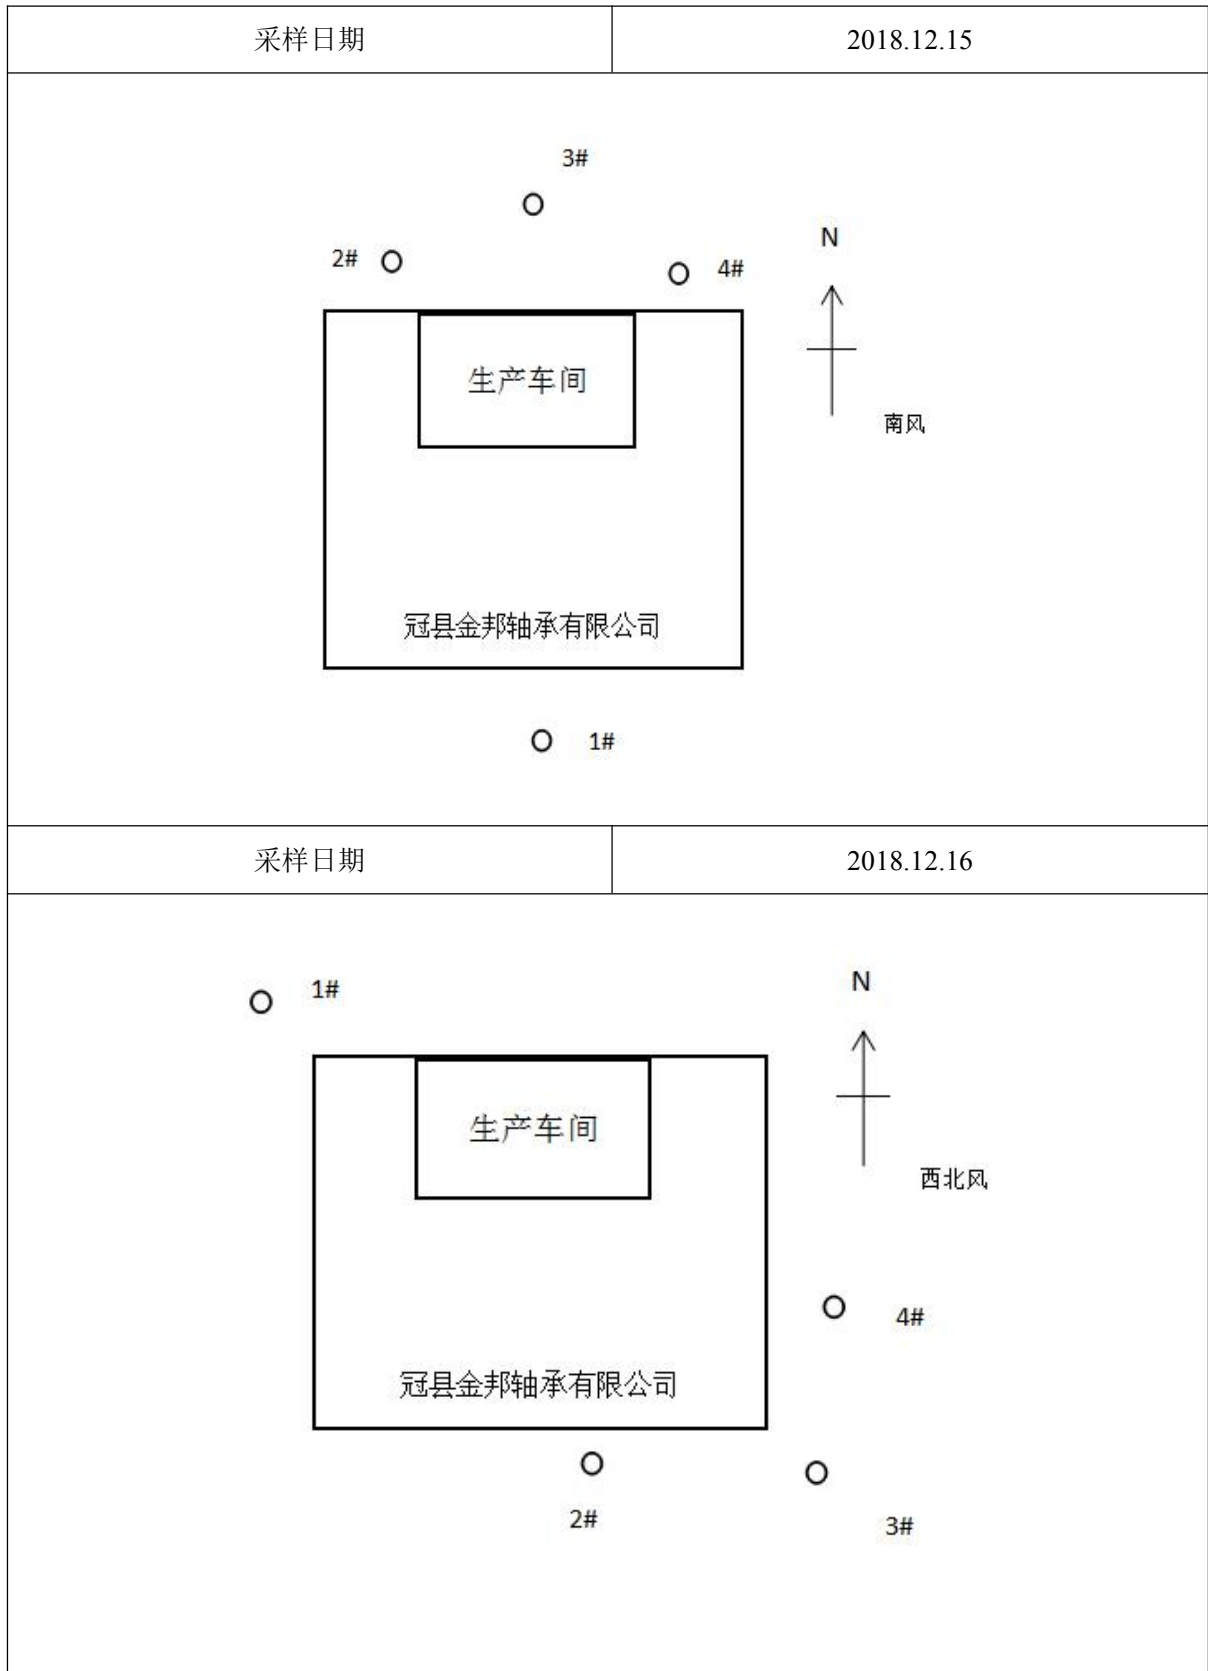 采样日期 2018.12.15
3#
N
2#
4#
生产车间
南风
冠县金邦轴承有限公司
1#
采样日期 2018.12.16
1#
N
生产车间
西北风
4#
冠县金邦轴承有限公司
2#
3#